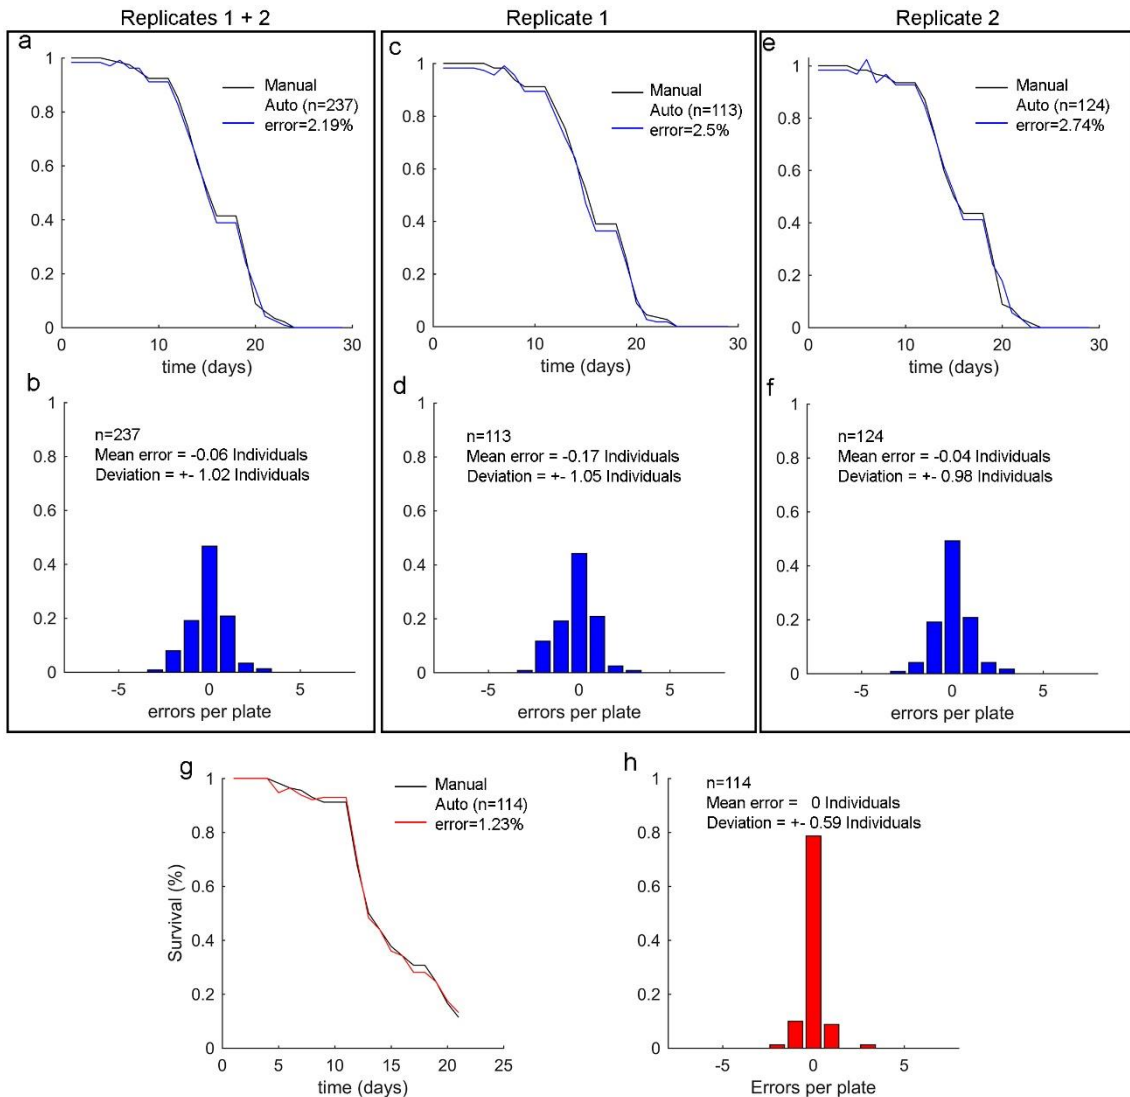 Replicates 1 + 2
a
1
0.8
0.6
0.4
0.2
0
Manual
Auto (n=237)
error=2.19%
0
10
20
30
time (days)
b
1
0.8
0.6
0.4
0.2
n=237
Mean error = -0.06 Individuals
Deviation = +- 1.02 Individuals
-5
0
5
errors per plate
Replicate 1
c
1
0.8
0.6
0.4
0.2
0
Manual
Auto (n=113)
error=2.5%
0
10
20
30
time (days)
d
1
0.8
0.6
0.4
0.2
n=113
Mean error = -0.17 Individuals
Deviation = +- 1.05 Individuals
-5
0
5
errors per plate
Replicate 2
e
1
0.8
0.6
0.4
0.2
0
Manual
Auto (n=124)
error=2.74%
0
10
20
30
time (days)
f
1
0.8
0.6
0.4
0.2
n=124
Mean error = -0.04 Individuals
Deviation = +- 0.98 Individuals
-5
0
5
errors per plate
g
Survival (%)
1
0.8
0.6
0.4
0.2
0
Manual
Auto (n=114)
error=1.23%
0
5
10
15
20
25
time (days)
h
1
0.8
0.6
0.4
0.2
0
n=114
Mean error = 0 Individuals
Deviation = +- 0.59 Individuals
-5
0
5
Errors per plate